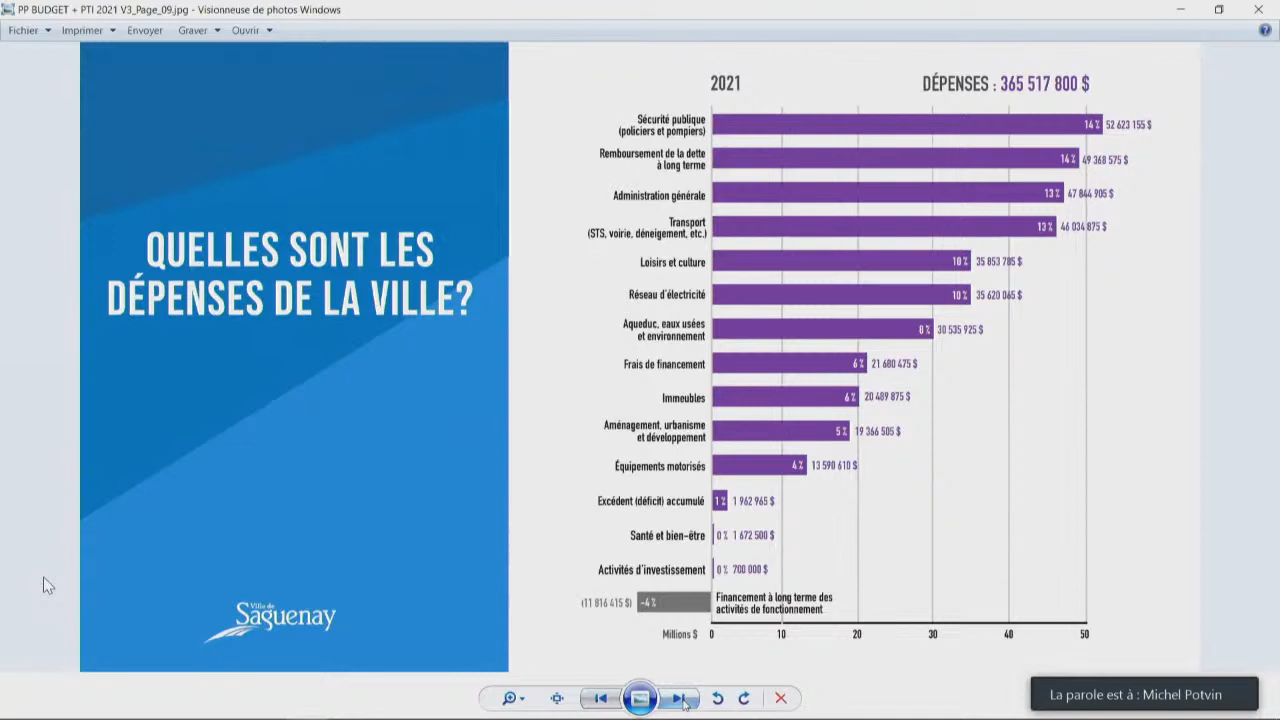 PP BUDGET + PTI 2021 V3_Page_09.jpg - Visionneuse de photos Windows
Fichier Imprimer Envoyer Graver Ouvrir
QUELLES SONT LES
DÉPENSES DE LA VILLE?
Ville de
Saguenay
2021 DÉPENSES : 365 517 800 $
Sécurité publique
(policiers et pompiers) 14 % 52 623 155 $
Remboursement de la dette
à long terme 14 % 49 368 575 $
Administration générale 13 % 47 844 905 $
Transport
(STS, voirie, déneigement, etc.) 13 % 46 034 875 $
Loisirs et culture 10 % 35 853 785 $
Réseau d'électricité 10 % 35 620 065 $
Aqueduc, eaux usées
et environnement 8 % 30 535 925 $
Frais de financement 6 % 21 680 475 $
Immeubles 6 % 20 489 875 $
Aménagement, urbanisme
et développement 5 % 19 366 505 $
Équipements motorisés 4 % 13 590 610 $
Excédent (déficit) accumulé 1 % 1 962 965 $
Santé et bien-être 0 % 1 672 500 $
Activités d'investissement 0 % 700 000 $
(11 816 415 $) -4 % Financement à long terme des
activités de fonctionnement
Millions $ 0 10 20 30 40 50
La parole est à : Michel Potvin